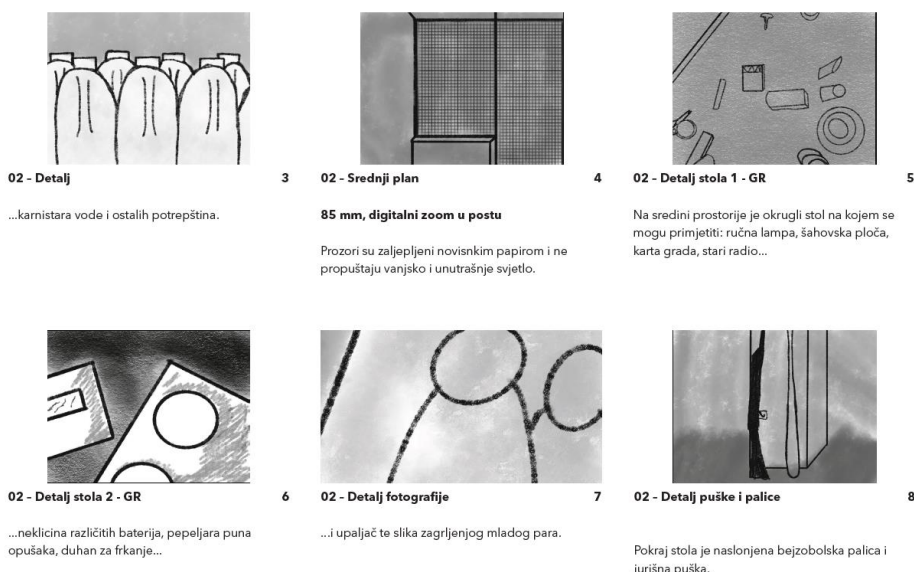 02 – Detalj 3
...karnistara vode i ostalih potrepština.
02 – Srednji plan 4
85 mm, digitalni zoom u postu
Prozori su zaljepljeni novisnkim papirom i ne
propuštaju vanjsko i unutrašnje svjetlo.
02 – Detalj stola 1 - GR 5
Na sredini prostorije je okrugli stol na kojem se
mogu primjetiti: ručna lampa, šahovska ploča,
karta grada, stari radio...
02 – Detalj stola 2 - GR 6
...neklicina različitih baterija, pepeljara puna
opušaka, duhan za frkanje...
02 – Detalj fotografije 7
...i upaljač te slika zagrljenjog mladog para.
02 – Detalj puške i palice 8
Pokraj stola je naslonjena bejzobolska palica i
jurišna puška.